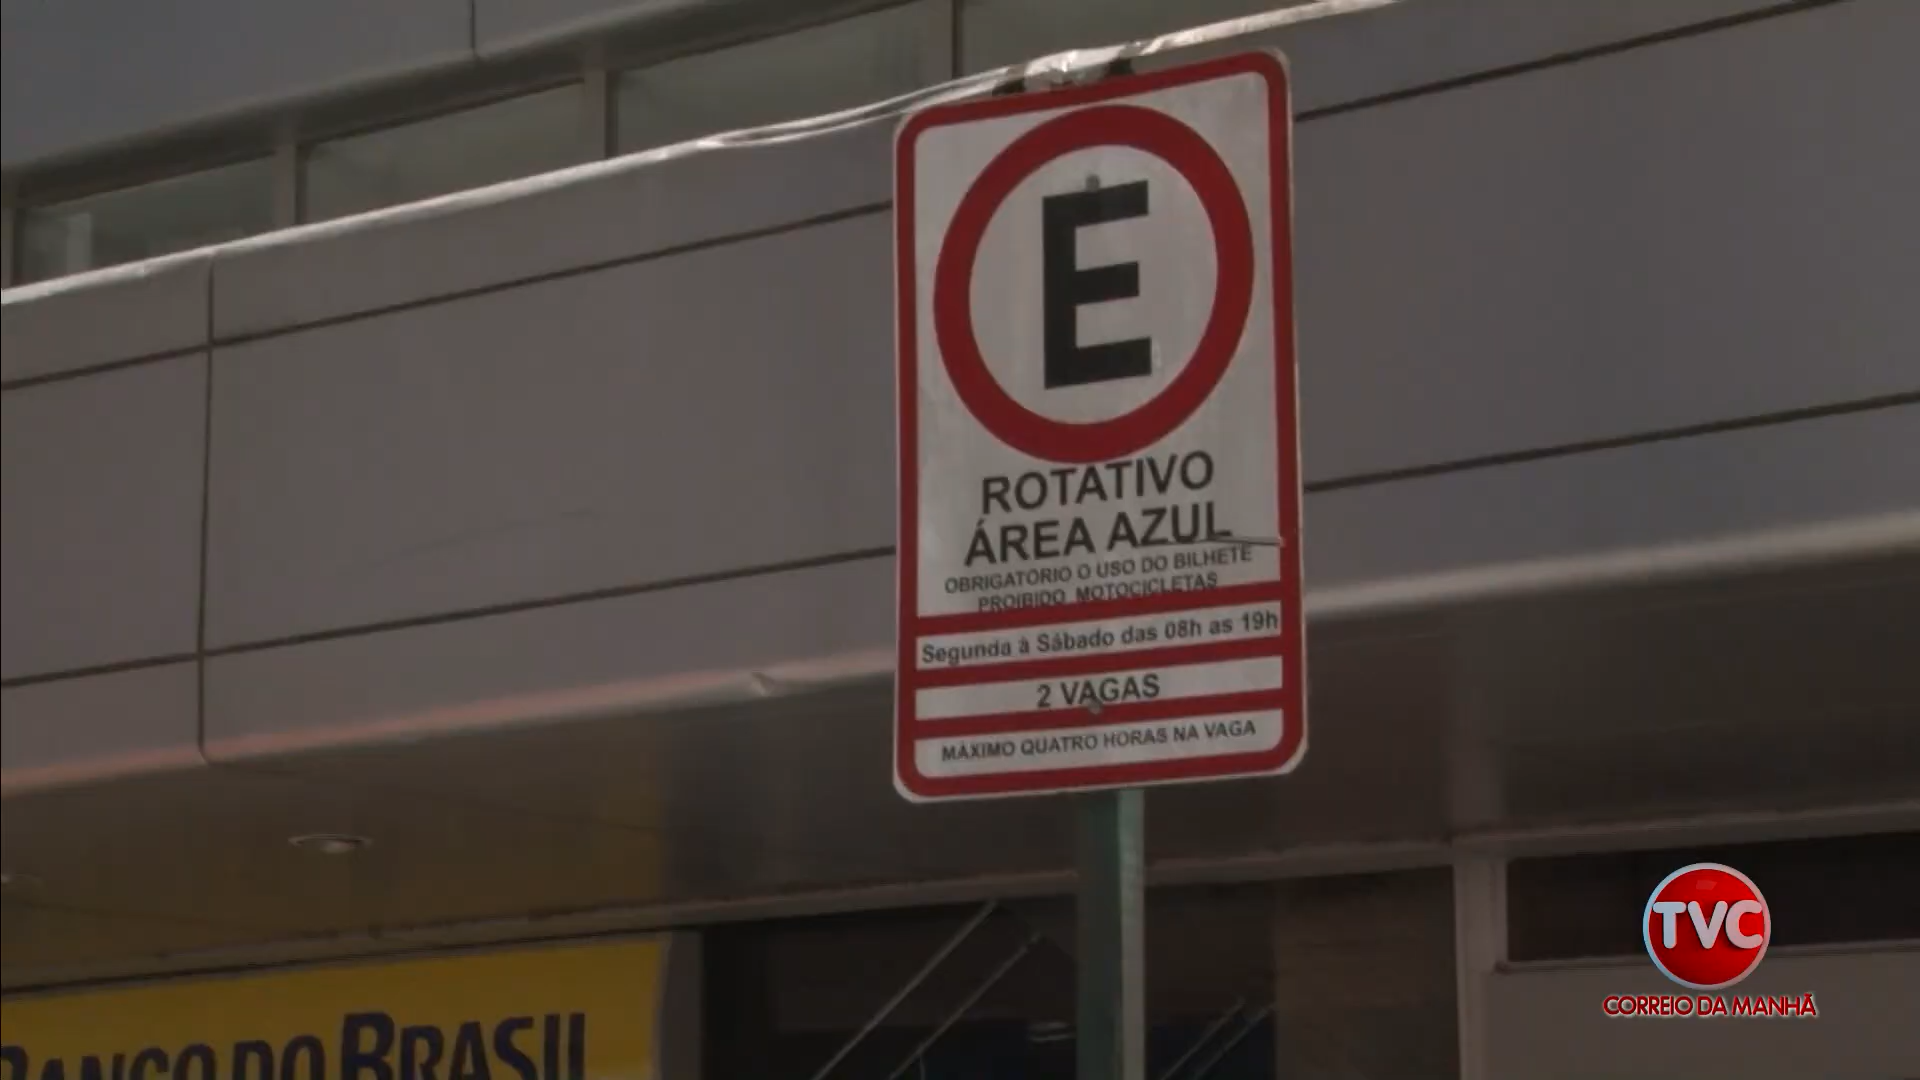 E
ROTATIVO
ÁREA AZUL
OBRIGATÓRIO O USO DO BILHETE
PROIBIDO MOTOCICLETAS
Segunda à Sábado das 08h as 19h
2 VAGAS
MÁXIMO QUATRO HORAS NA VAGA
BANCO DO BRASIL
TVC
CORREIO DA MANHÃ